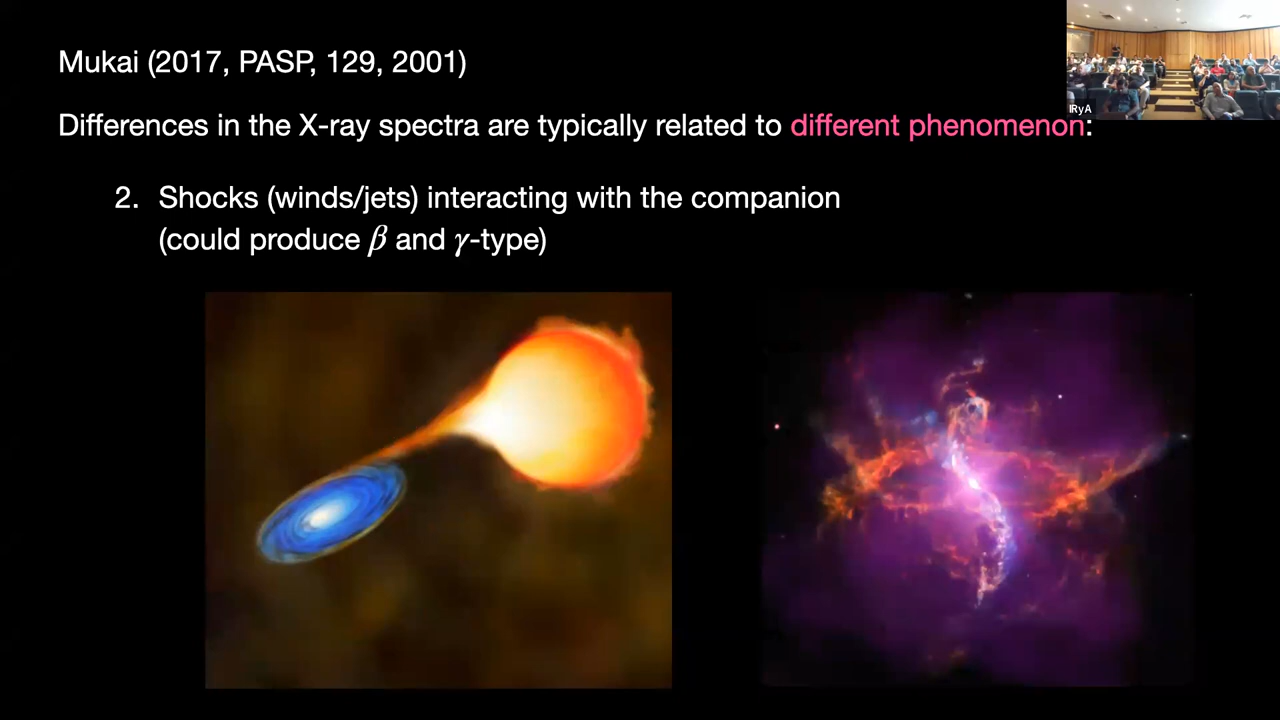 Mukai (2017, PASP, 129, 2001)
IRyA
Differences in the X-ray spectra are typically related to different phenomenon:
2. Shocks (winds/jets) interacting with the companion
(could produce β and γ-type)